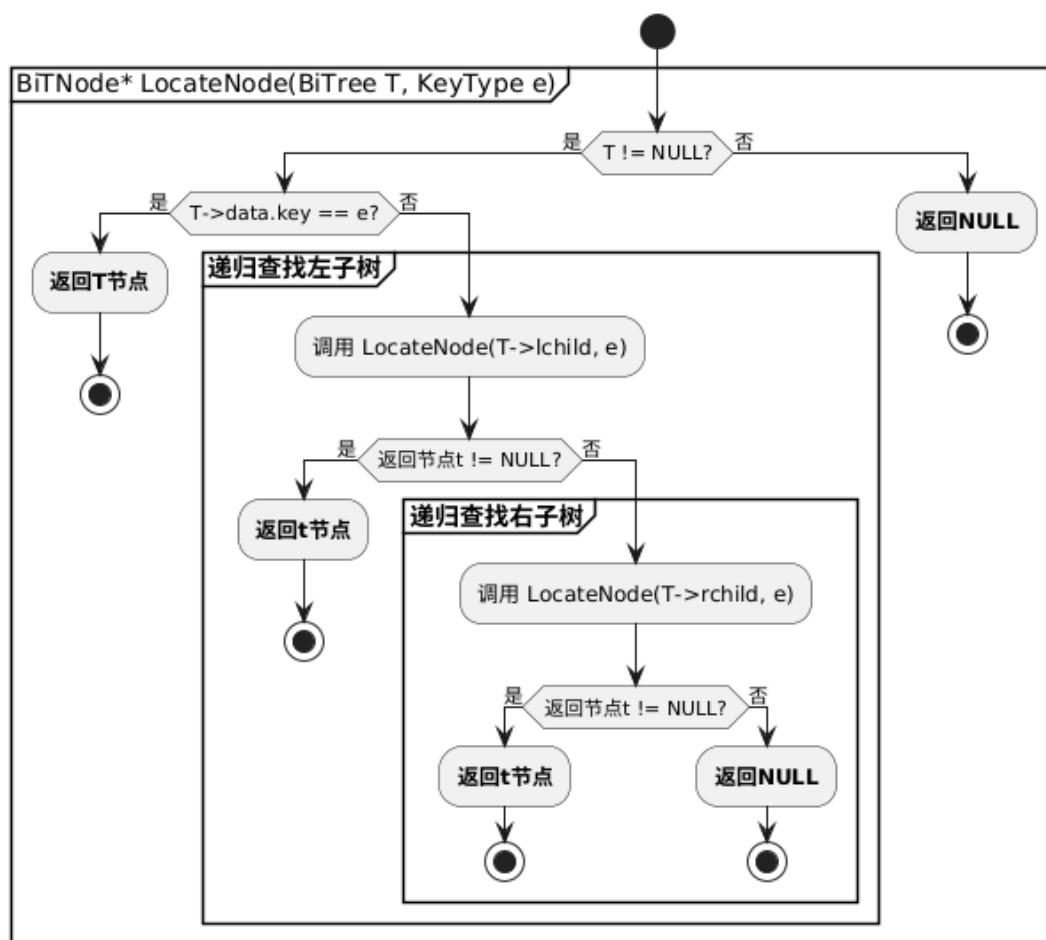 BiTNode* LocateNode(BiTree T, KeyType e)
T != NULL?
是
否
T->data.key == e?
是
否
返回NULL
返回T节点
递归查找左子树
调用 LocateNode(T->lchild, e)
返回节点t != NULL?
是
否
返回t节点
递归查找右子树
调用 LocateNode(T->rchild, e)
返回节点t != NULL?
是
否
返回t节点
返回NULL